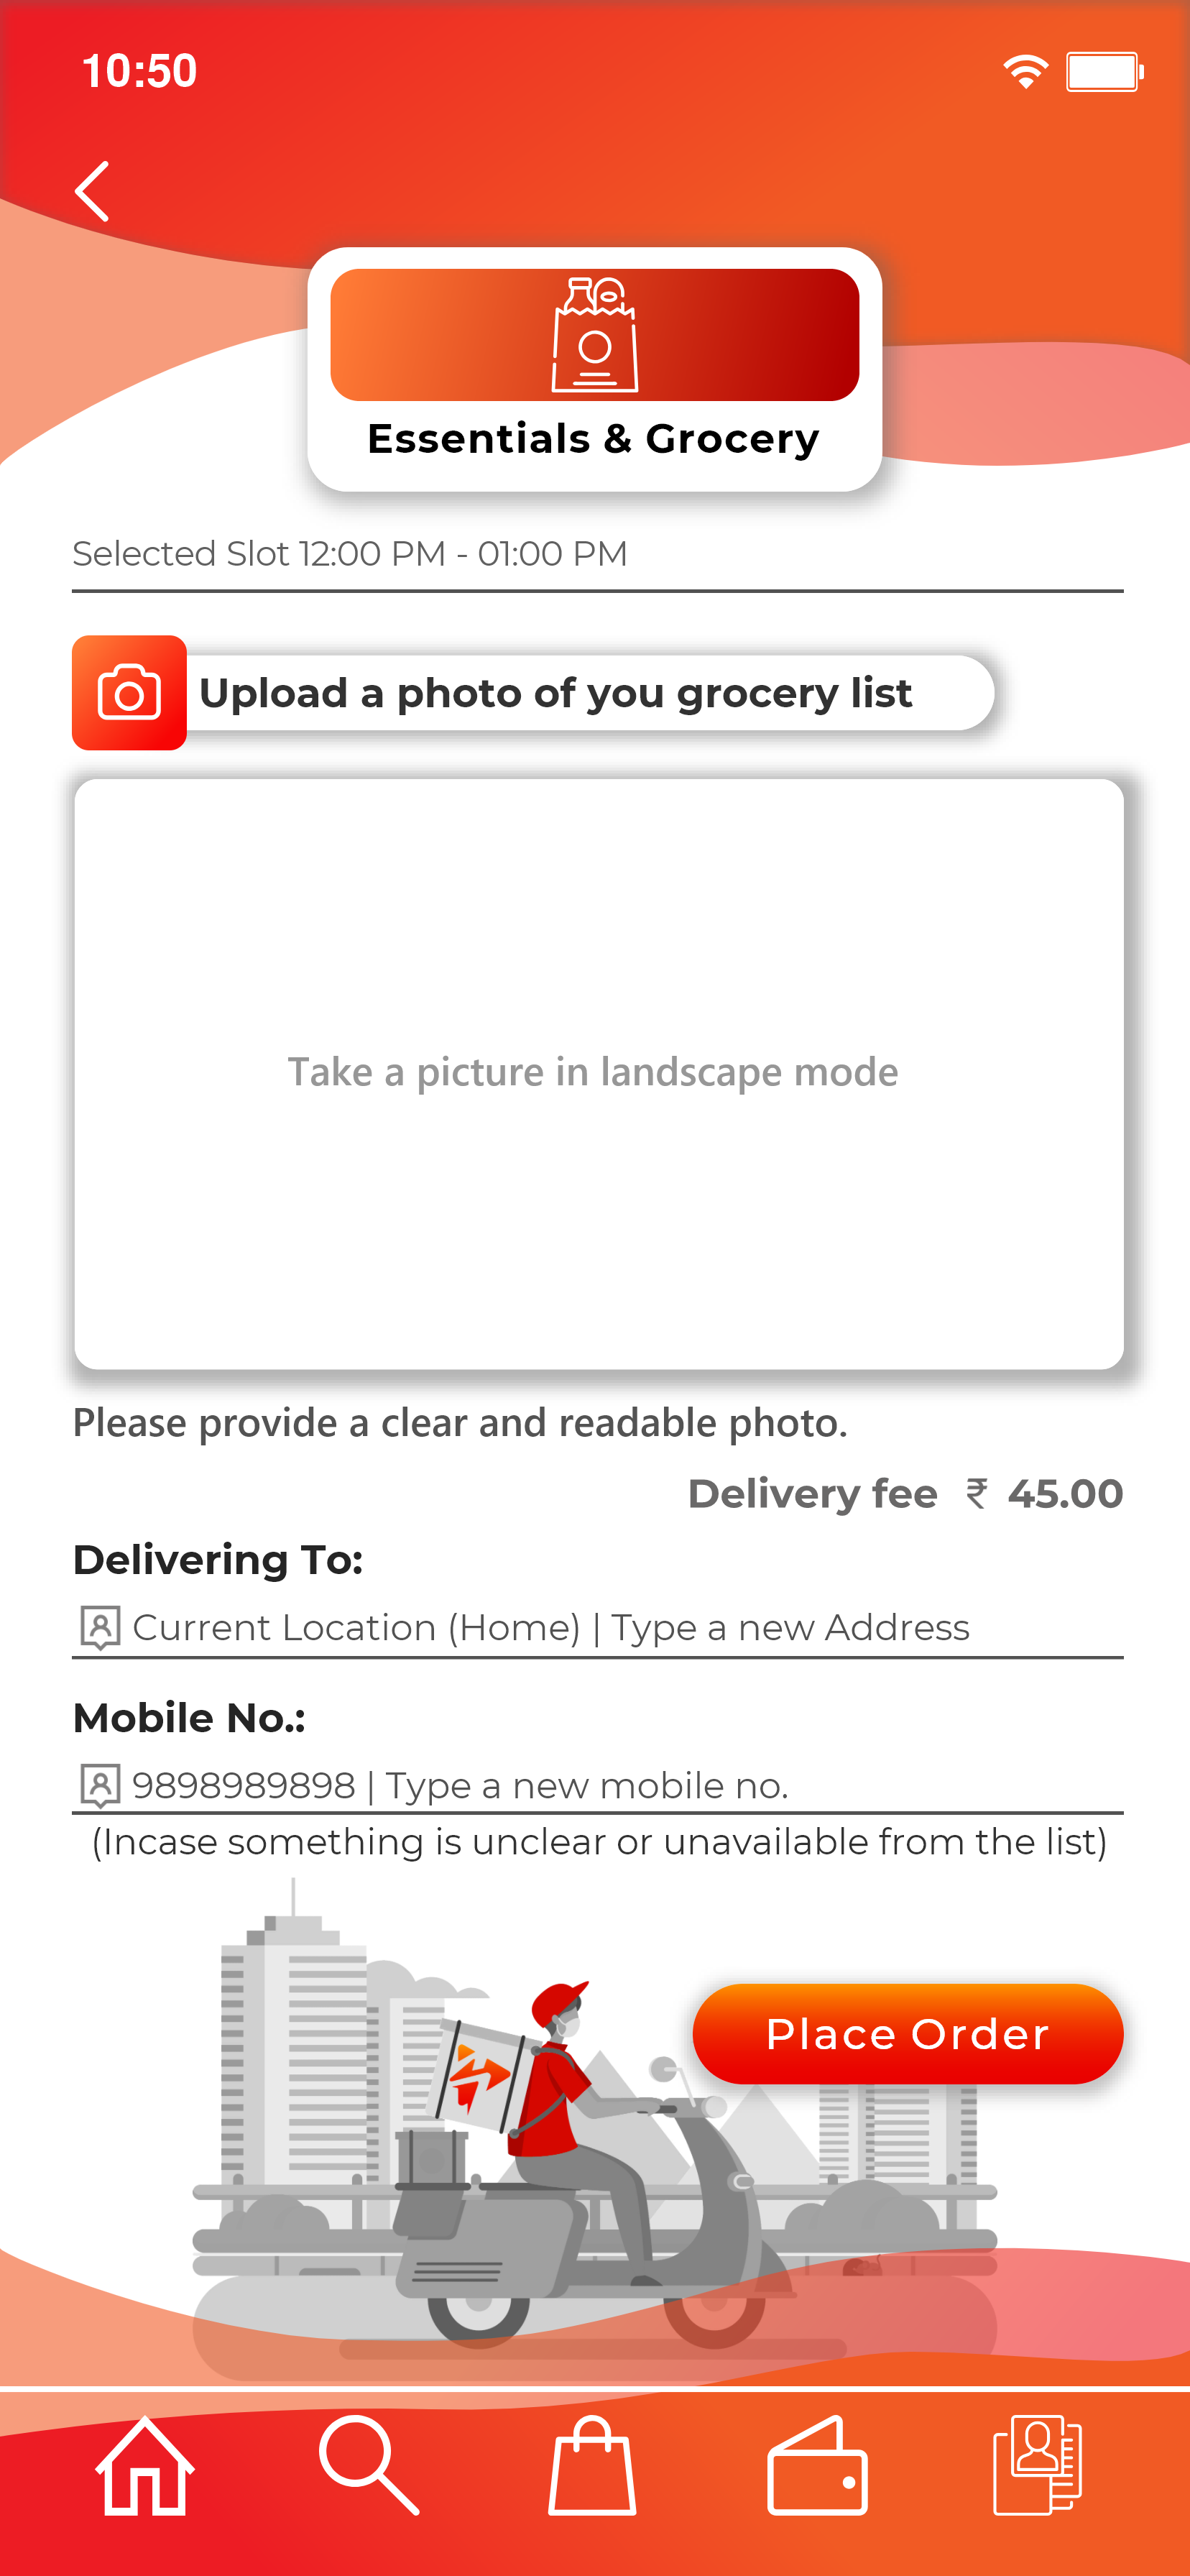 10:50
Essentials & Grocery
Selected Slot 12:00 PM - 01:00 PM
Upload a photo of you grocery list
Take a picture in landscape mode
Please provide a clear and readable photo.
Delivery fee ₹ 45.00
Delivering To:
Current Location (Home) | Type a new Address
Mobile No.:
9898989898 | Type a new mobile no.
(Incase something is unclear or unavailable from the list)
Place Order